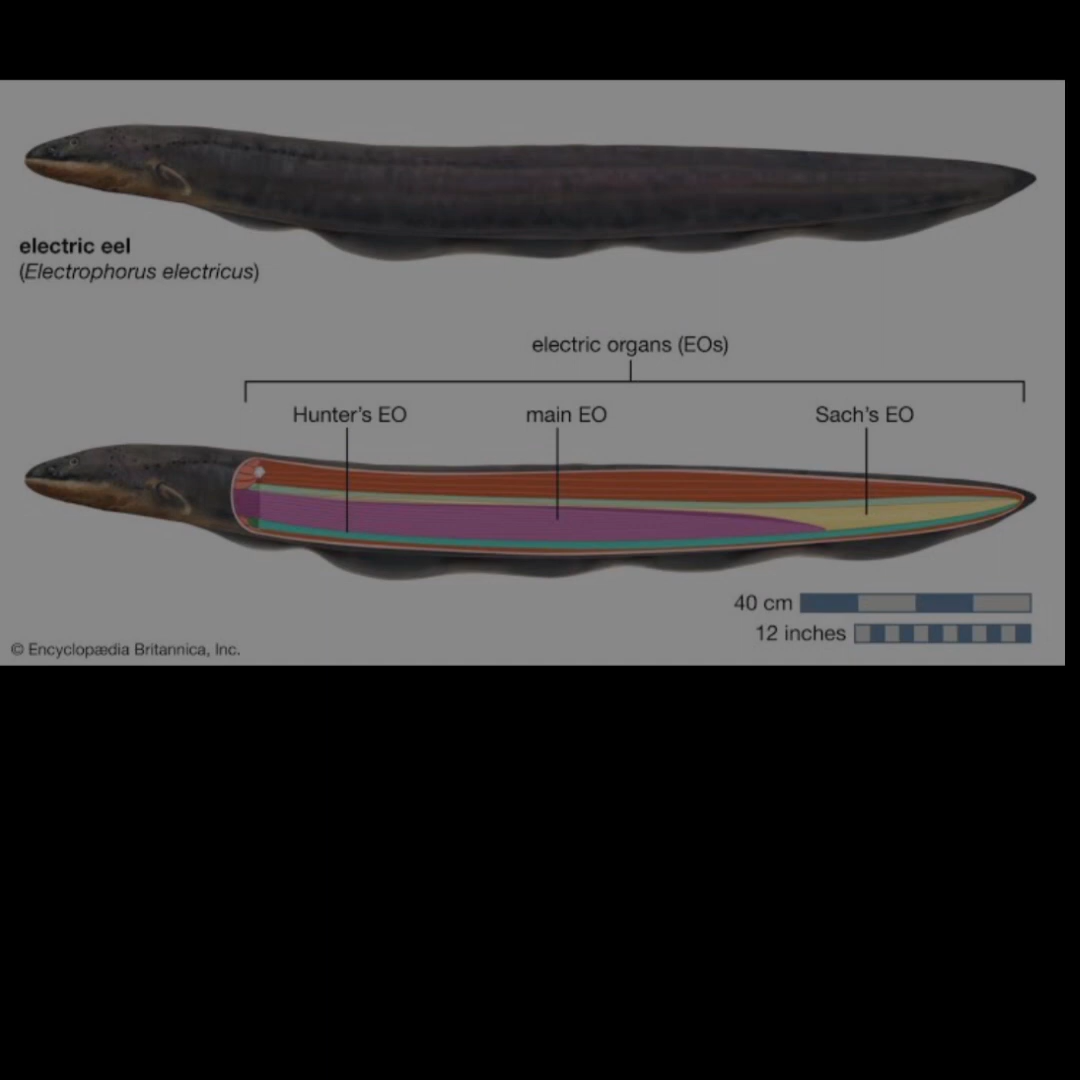 electric eel
(Electrophorus electricus)
electric organs (EOs)
Hunter's EO
main EO
Sach's EO
40 cm
12 inches
© Encyclopædia Britannica, Inc.